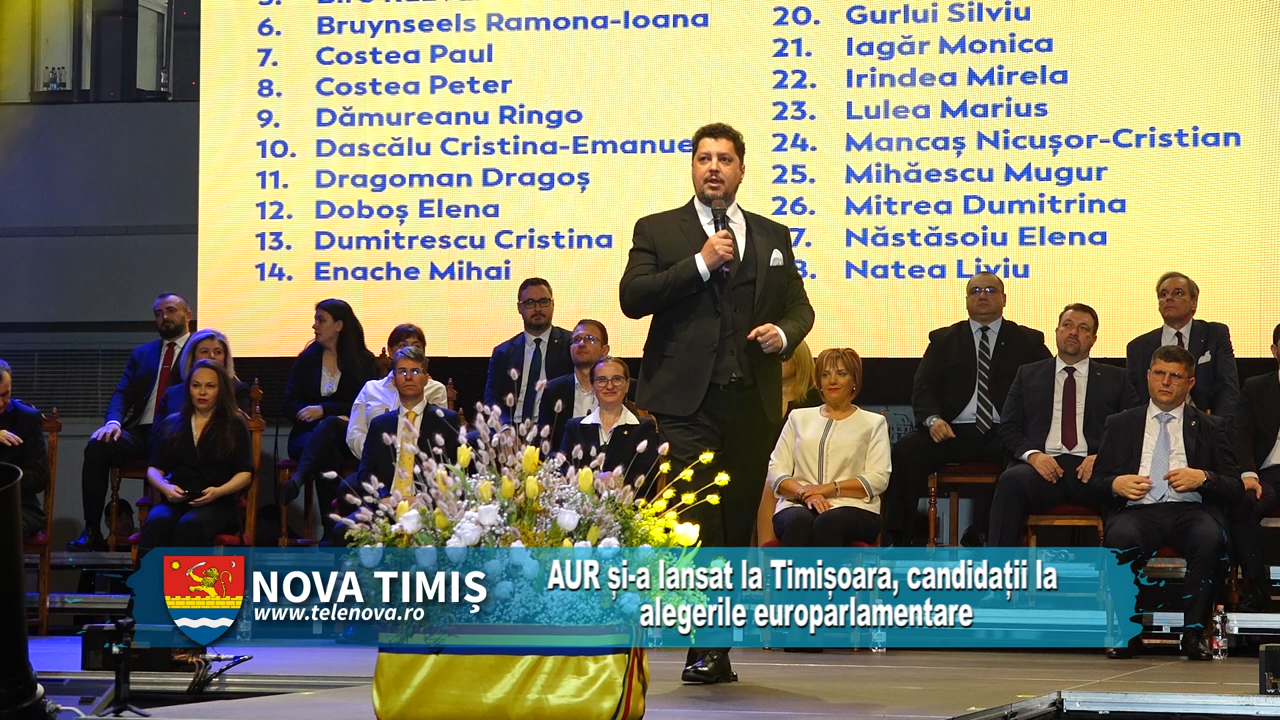 6. Bruynseels Ramona-Ioana
7. Costea Paul
8. Costea Peter
9. Dămureanu Ringo
10. Dascălu Cristina-Emanue
11. Dragoman Dragoș
12. Doboș Elena
13. Dumitrescu Cristina
14. Enache Mihai
20. Gurlui Silviu
21. Iagăr Monica
22. Irindea Mirela
23. Lulea Marius
24. Mancaș Nicușor-Cristian
25. Mihăescu Mugur
26. Mitrea Dumitrina
7. Năstăsoiu Elena
8. Natea Liviu
NOVA TIMIȘ
www.telenova.ro
AUR și-a lansat la Timișoara, candidații la
alegerile europarlamentare